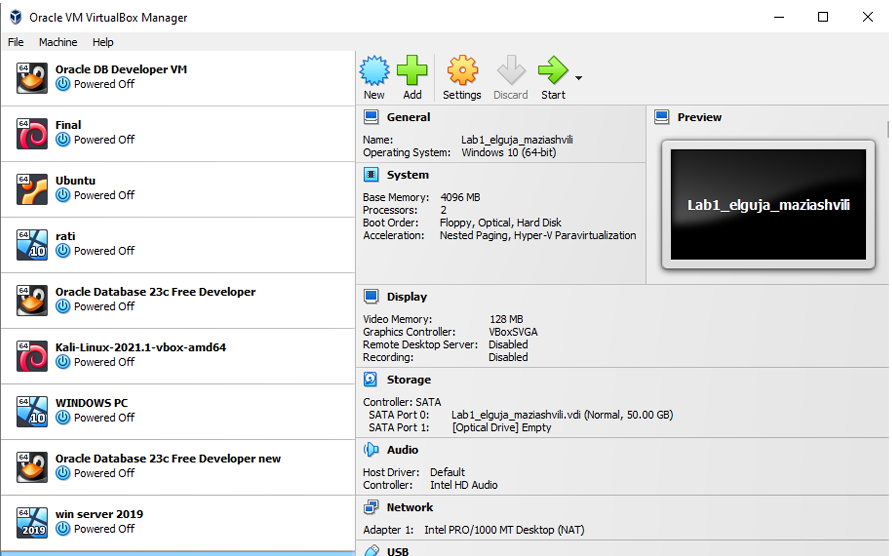 Oracle VM VirtualBox Manager
File Machine Help
64 Oracle DB Developer VM
Powered Off
64 Final
Powered Off
64 Ubuntu
Powered Off
64 rati
10 Powered Off
64 Oracle Database 23c Free Developer
Powered Off
64 Kali-Linux-2021.1-vbox-amd64
Powered Off
64 WINDOWS PC
10 Powered Off
64 Oracle Database 23c Free Developer new
Powered Off
64 win server 2019
2019 Powered Off
New Add Settings Discard Start
General
Name: Lab1_elguja_maziashvili
Operating System: Windows 10 (64-bit)
System
Base Memory: 4096 MB
Processors: 2
Boot Order: Floppy, Optical, Hard Disk
Acceleration: Nested Paging, Hyper-V Paravirtualization
Preview
Lab1_elguja_maziashvili
Display
Video Memory: 128 MB
Graphics Controller: VBoxSVGA
Remote Desktop Server: Disabled
Recording: Disabled
Storage
Controller: SATA
SATA Port 0: Lab1_elguja_maziashvili.vdi (Normal, 50.00 GB)
SATA Port 1: [Optical Drive] Empty
Audio
Host Driver: Default
Controller: Intel HD Audio
Network
Adapter 1: Intel PRO/1000 MT Desktop (NAT)
USB